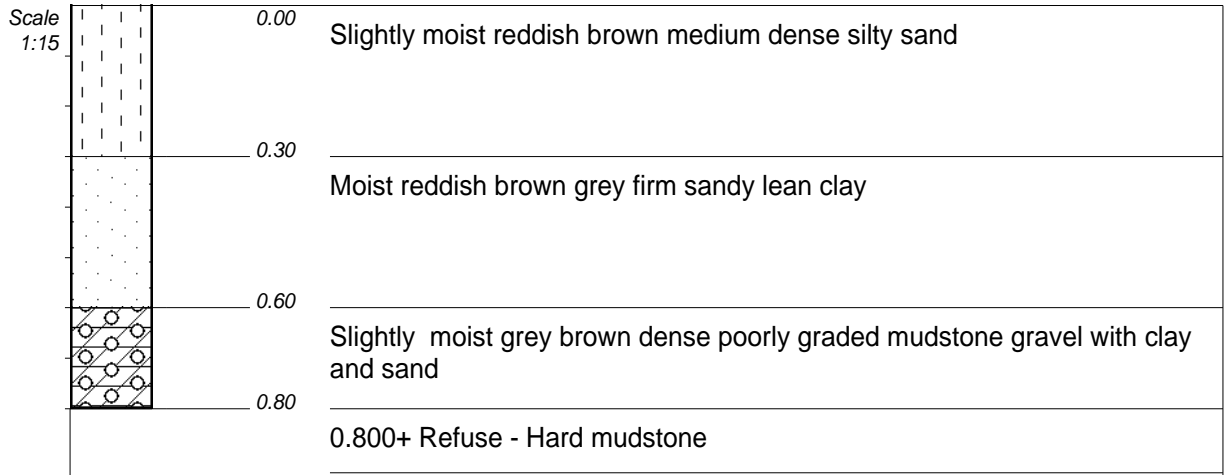 Scale
1:15
0.00
Slightly moist reddish brown medium dense silty sand
0.30
Moist reddish brown grey firm sandy lean clay
0.60
Slightly  moist grey brown dense poorly graded mudstone gravel with clay
and sand
0.80
0.800+ Refuse - Hard mudstone